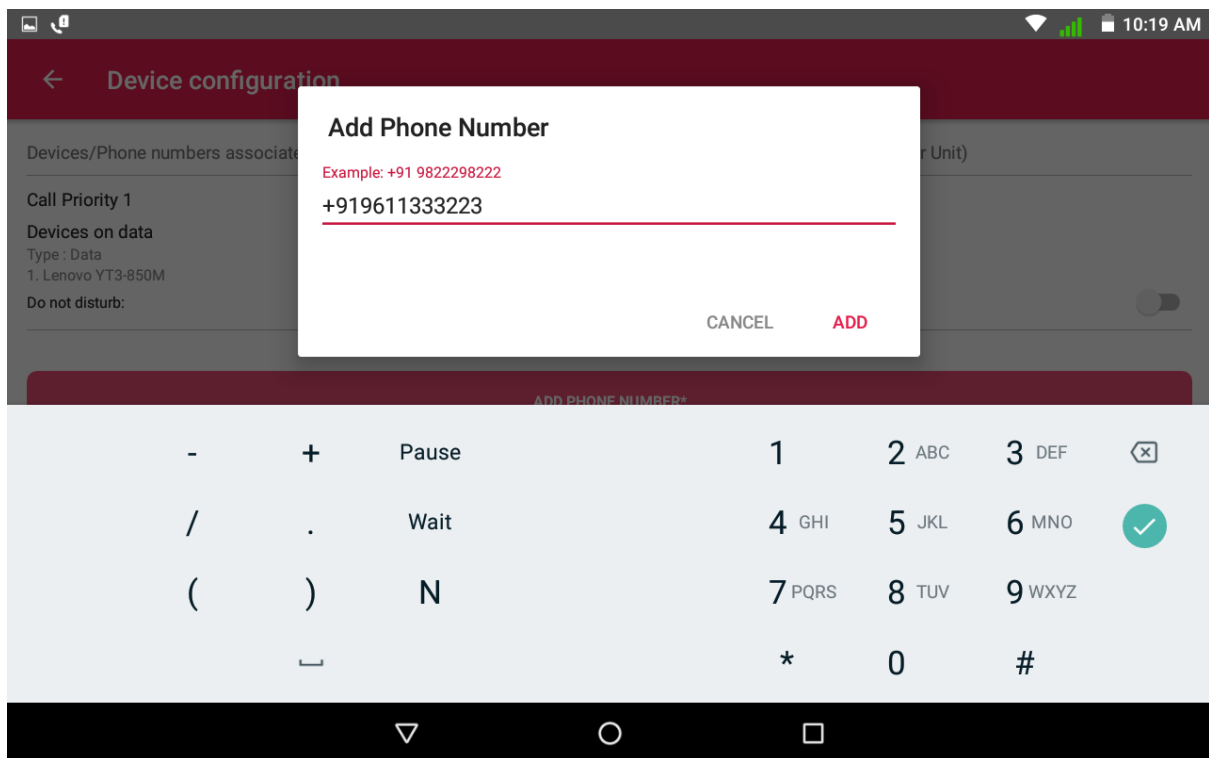 10:19 AM
Device configuration
Add Phone Number
Devices/Phone numbers associate
r Unit)
Example: +91 9822298222
+919611333223
Call Priority 1
Devices on data
Type : Data
1. Lenovo YT3-850M
Do not disturb:
CANCEL ADD
ADD PHONE NUMBER*
- + Pause 1 2 ABC 3 DEF
/ . Wait 4 GHI 5 JKL 6 MNO
( ) N 7 PQRS 8 TUV 9 WXYZ
* 0 #